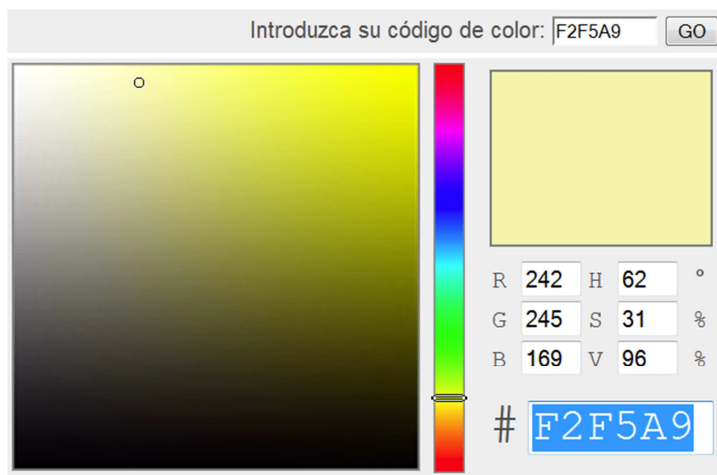 Introduzca su código de color: F2F5A9 GO
R 242 H 62 °
G 245 S 31 %
B 169 V 96 %
# F2F5A9